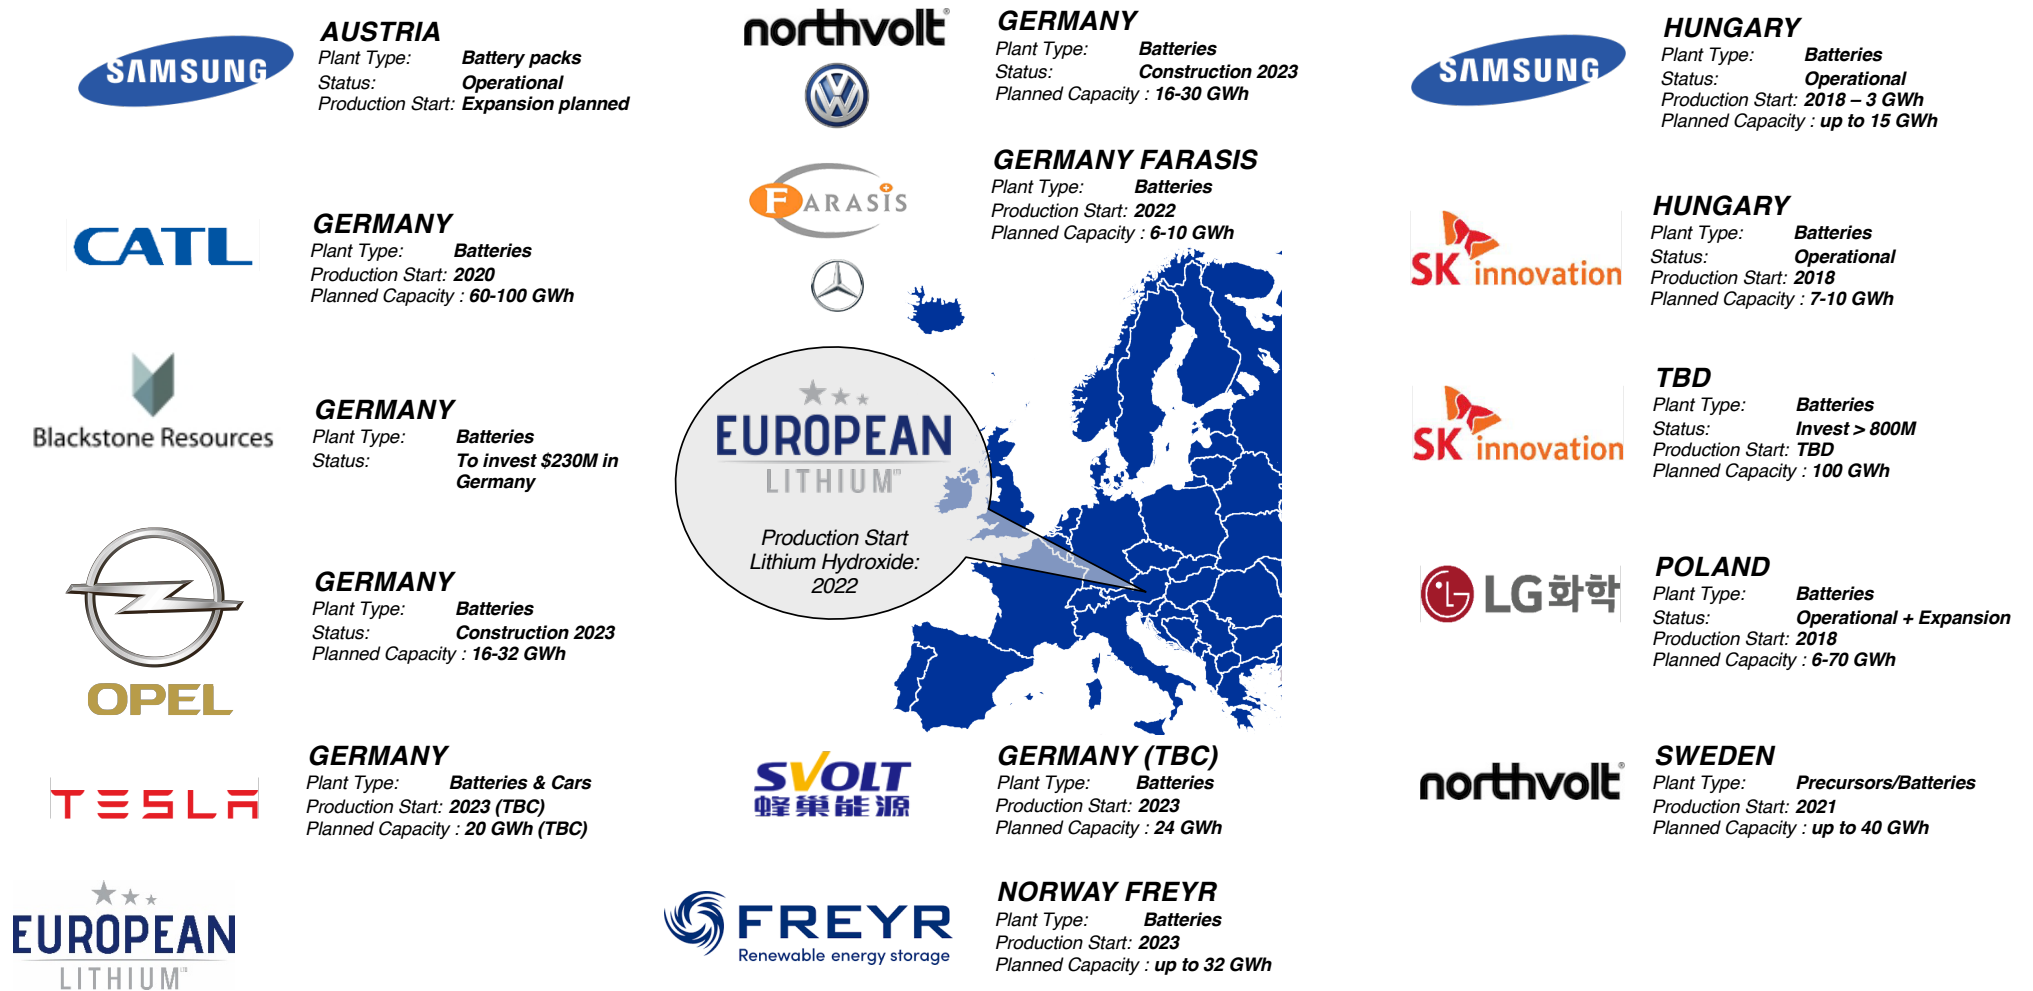 SAMSUNG
AUSTRIA
Plant Type: Battery packs
Status: Operational
Production Start: Expansion planned
CATL
GERMANY
Plant Type: Batteries
Production Start: 2020
Planned Capacity : 60-100 GWh
Blackstone Resources
GERMANY
Plant Type: Batteries
Status: To invest $230M in
Germany
OPEL
GERMANY
Plant Type: Batteries
Status: Construction 2023
Planned Capacity : 16-32 GWh
TESLA
GERMANY
Plant Type: Batteries & Cars
Production Start: 2023 (TBC)
Planned Capacity : 20 GWh (TBC)
EUROPEAN
LITHIUM LTD
northvolt®
GERMANY
Plant Type: Batteries
Status: Construction 2023
Planned Capacity : 16-30 GWh
FARASIS
GERMANY FARASIS
Plant Type: Batteries
Production Start: 2022
Planned Capacity : 6-10 GWh
EUROPEAN
LITHIUM LTD
Production Start
Lithium Hydroxide:
2022
SVOLT
蜂巢能源
GERMANY (TBC)
Plant Type: Batteries
Production Start: 2023
Planned Capacity : 24 GWh
FREYR
Renewable energy storage
NORWAY FREYR
Plant Type: Batteries
Production Start: 2023
Planned Capacity : up to 32 GWh
SAMSUNG
HUNGARY
Plant Type: Batteries
Status: Operational
Production Start: 2018 – 3 GWh
Planned Capacity : up to 15 GWh
SK innovation
HUNGARY
Plant Type: Batteries
Status: Operational
Production Start: 2018
Planned Capacity : 7-10 GWh
SK innovation
TBD
Plant Type: Batteries
Status: Invest > 800M
Production Start: TBD
Planned Capacity : 100 GWh
LG화학
POLAND
Plant Type: Batteries
Status: Operational + Expansion
Production Start: 2018
Planned Capacity : 6-70 GWh
northvolt®
SWEDEN
Plant Type: Precursors/Batteries
Production Start: 2021
Planned Capacity : up to 40 GWh